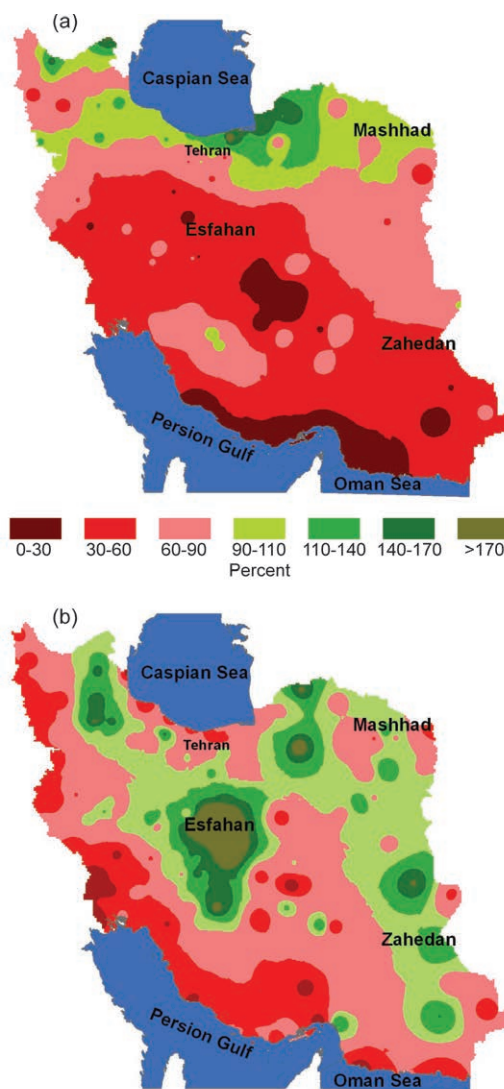 (a)
Caspian Sea
Mashhad
Tehran
Esfahan
Zahedan
Persion Gulf
Oman Sea
0-30 30-60 60-90 90-110 110-140 140-170 >170
Percent
(b)
Caspian Sea
Mashhad
Tehran
Esfahan
Zahedan
Persion Gulf
Oman Sea